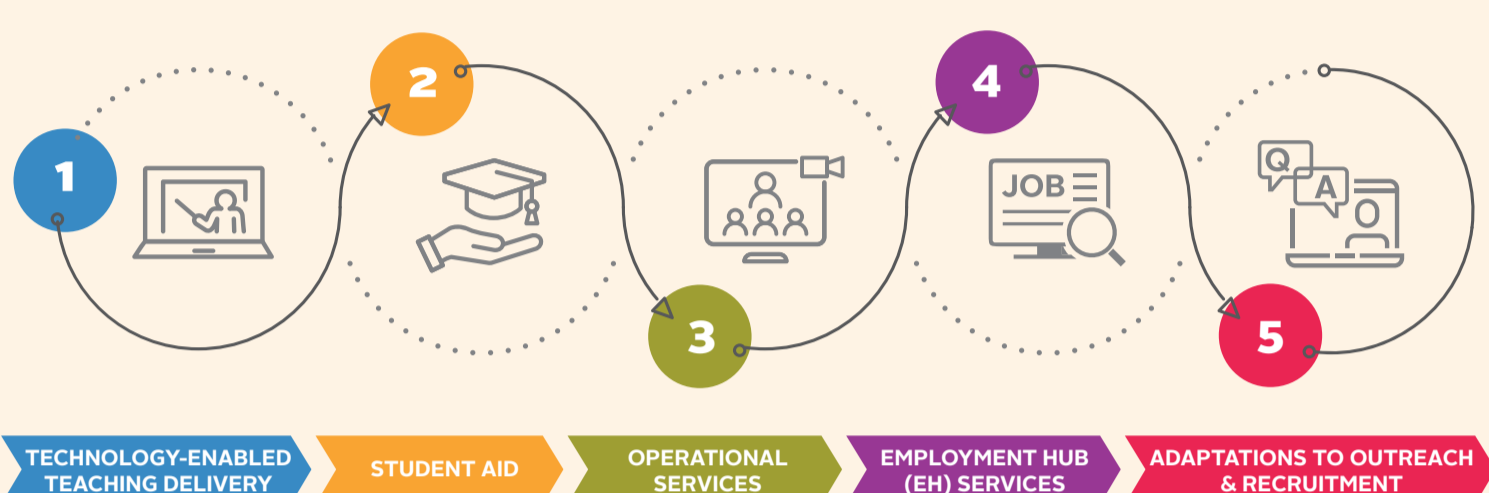 1
2
3
4
5
JOB
Q
A
TECHNOLOGY-ENABLED
TEACHING DELIVERY
STUDENT AID
OPERATIONAL
SERVICES
EMPLOYMENT HUB
(EH) SERVICES
ADAPTATIONS TO OUTREACH
& RECRUITMENT